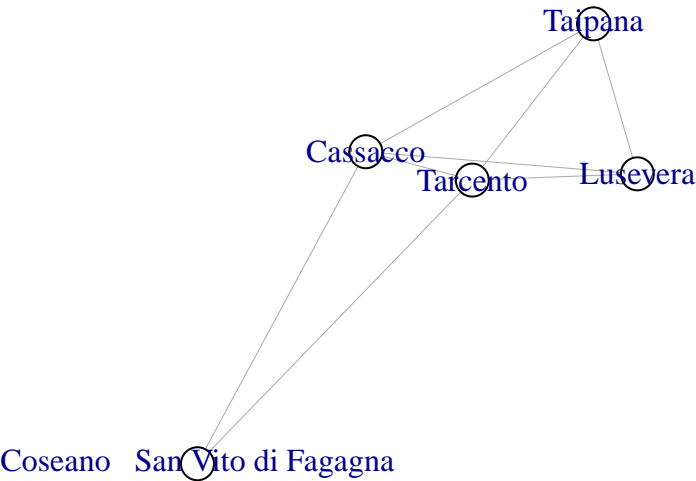 Taipana
Cassacco
Tarcento
Lusevera
Coseano
San Vito di Fagagna